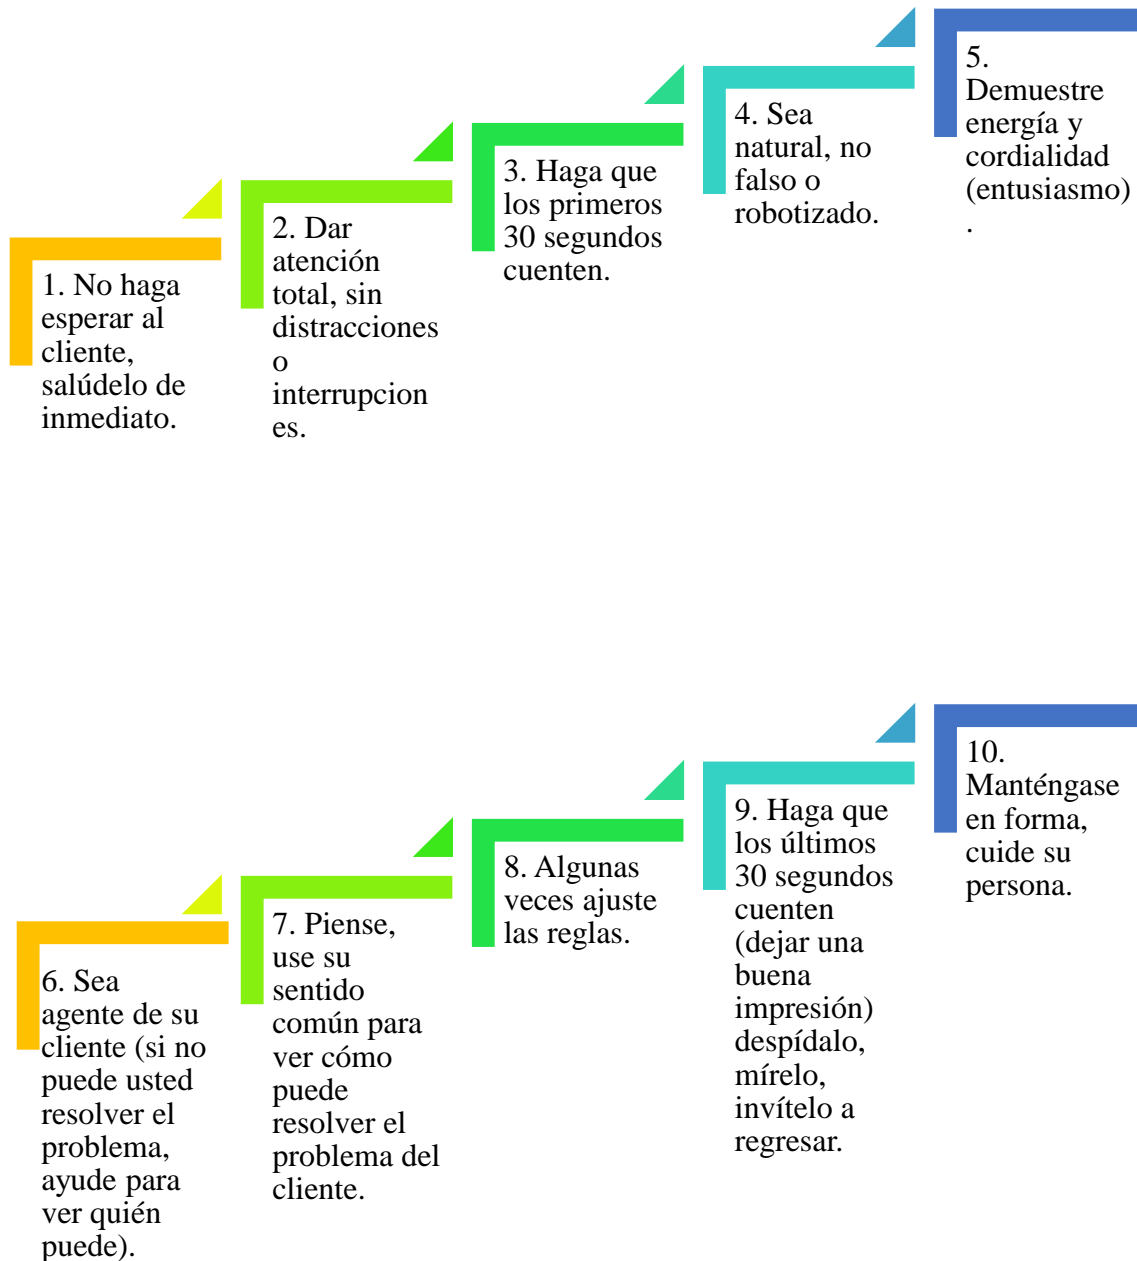 1. No haga
esperar al
cliente,
salúdelo de
inmediato.
2. Dar
atención
total, sin
distracciones
o
interrupcion
es.
3. Haga que
los primeros
30 segundos
cuenten.
4. Sea
natural, no
falso o
robotizado.
5.
Demuestre
energía y
cordialidad
(entusiasmo)
.
6. Sea
agente de su
cliente (si no
puede usted
resolver el
problema,
ayude para
ver quién
puede).
7. Piense,
use su
sentido
común para
ver cómo
puede
resolver el
problema del
cliente.
8. Algunas
veces ajuste
las reglas.
9. Haga que
los últimos
30 segundos
cuenten
(dejar una
buena
impresión)
despídalo,
mírelo,
invítelo a
regresar.
10.
Manténgase
en forma,
cuide su
persona.